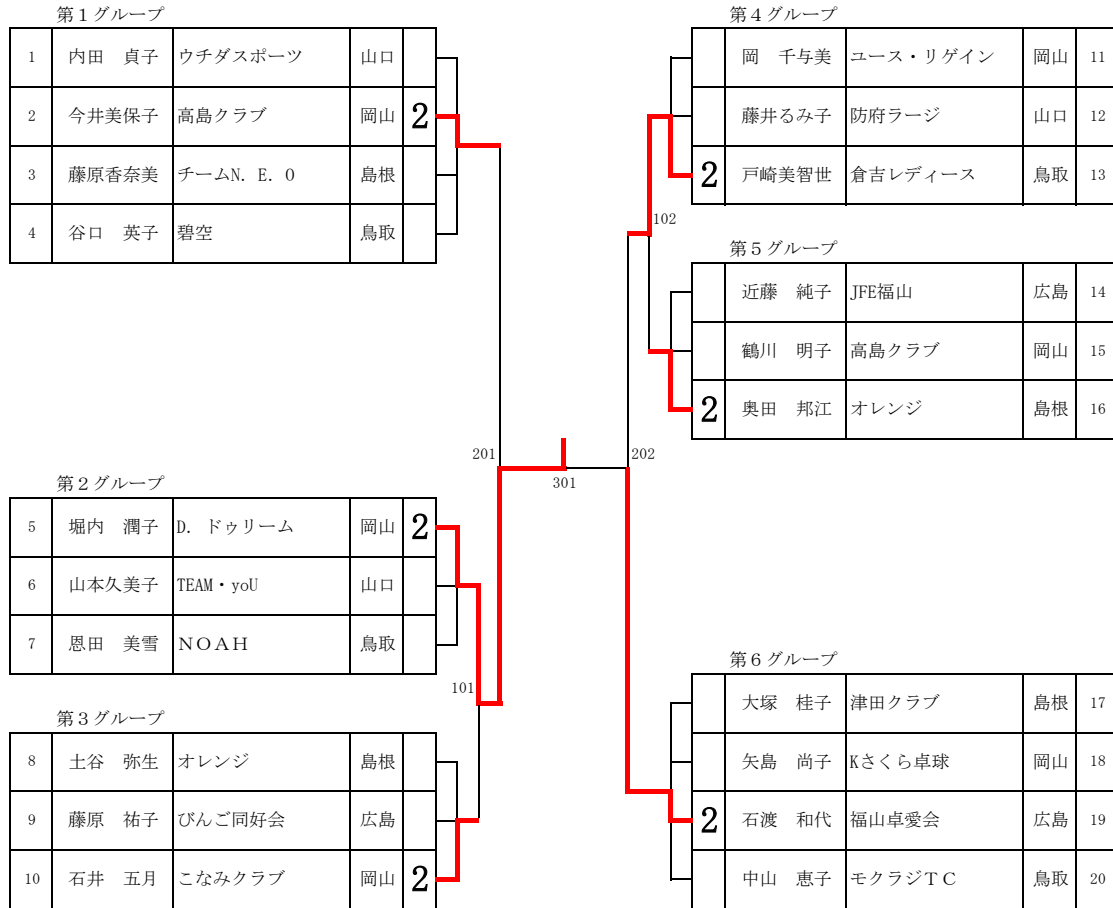 第１グループ
1 内田　貞子 ウチダスポーツ 山口
2 今井美保子 高島クラブ 岡山 2
3 藤原香奈美 チームN. E. O 島根
4 谷口　英子 碧空 鳥取
201
第２グループ
5 堀内　潤子 D. ドゥリーム 岡山 2
6 山本久美子 TEAM・yoU 山口
7 恩田　美雪 ＮＯＡＨ 鳥取
101
第３グループ
8 土谷　弥生 オレンジ 島根
9 藤原　祐子 びんご同好会 広島
10 石井　五月 こなみクラブ 岡山 2
301
第４グループ
岡　千与美 ユース・リゲイン 岡山 11
藤井るみ子 防府ラージ 山口 12
2 戸崎美智世 倉吉レディース 鳥取 13
102
第５グループ
近藤　純子 JFE福山 広島 14
鶴川　明子 高島クラブ 岡山 15
2 奥田　邦江 オレンジ 島根 16
202
第６グループ
大塚　桂子 津田クラブ 島根 17
矢島　尚子 Kさくら卓球 岡山 18
2 石渡　和代 福山卓愛会 広島 19
中山　恵子 モクラジＴＣ 鳥取 20